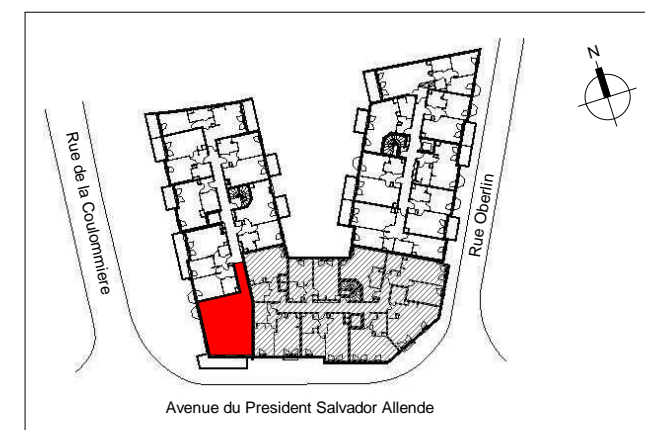 N
Rue de la Coulommiere
Rue Oberlin
Avenue du President Salvador Allende